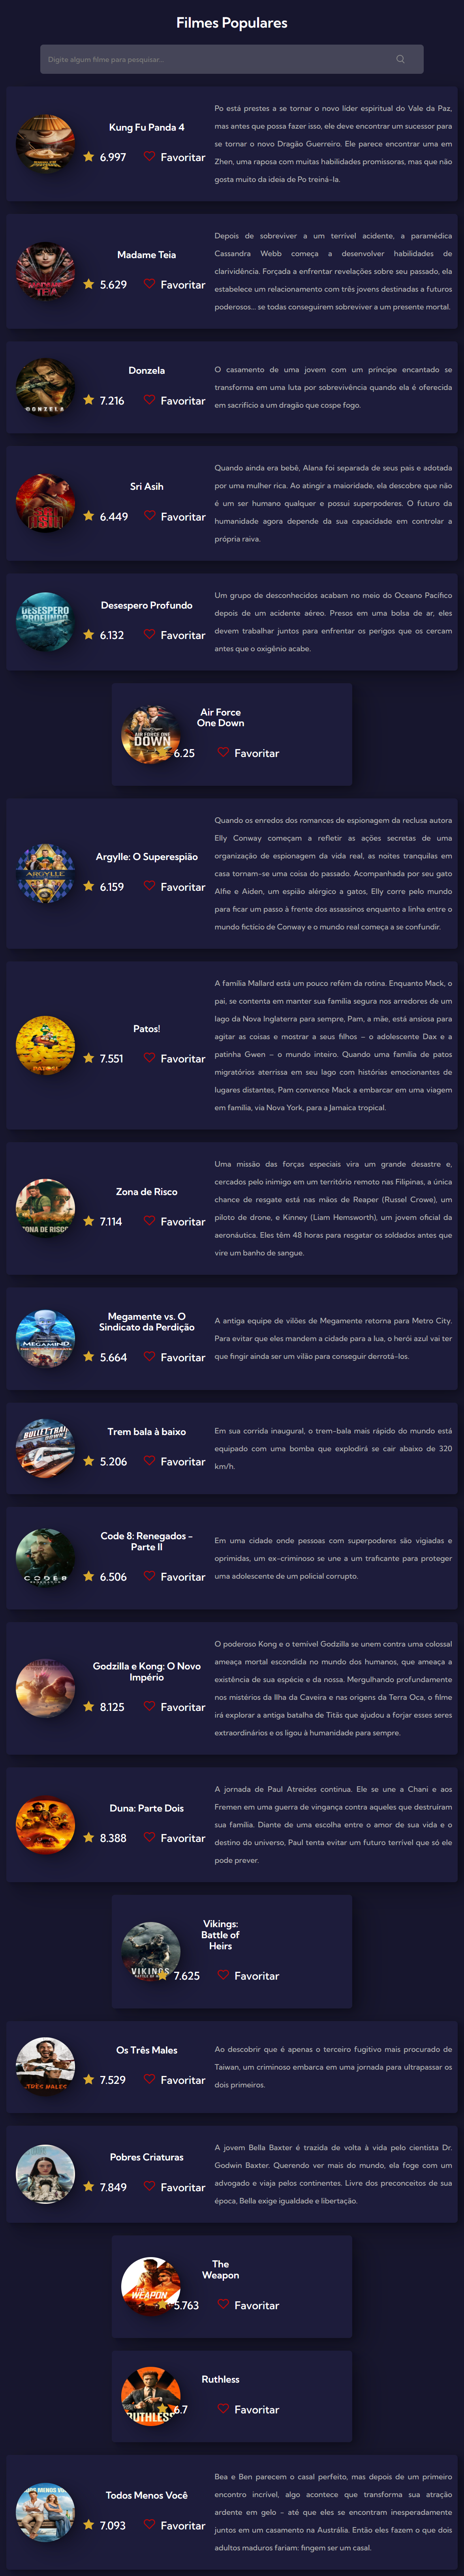 Filmes Populares
Digite algum filme para pesquisar...
Kung Fu Panda 4
6.997 Favoritar
Po está prestes a se tornar o novo líder espiritual do Vale da Paz,
mas antes que possa fazer isso, ele deve encontrar um sucessor para
se tornar o novo Dragão Guerreiro. Ele parece encontrar uma em
Zhen, uma raposa com muitas habilidades promissoras, mas que não
gosta muito da ideia de Po treiná-la.
MADAME
TEIA
Madame Teia
5.629 Favoritar
Depois de sobreviver a um terrível acidente, a paramédica
Cassandra Webb começa a desenvolver habilidades de
clarividência. Forçada a enfrentar revelações sobre seu passado, ela
estabelece um relacionamento com três jovens destinadas a futuros
poderosos... se todas conseguirem sobreviver a um presente mortal.
DONZELA
Donzela
7.216 Favoritar
O casamento de uma jovem com um príncipe encantado se
transforma em uma luta por sobrevivência quando ela é oferecida
em sacrifício a um dragão que cospe fogo.
Sri Asih
6.449 Favoritar
Quando ainda era bebê, Alana foi separada de seus pais e adotada
por uma mulher rica. Ao atingir a maioridade, ela descobre que não
é um ser humano qualquer e possui superpoderes. O futuro da
humanidade agora depende da sua capacidade em controlar a
própria raiva.
DESESPERO
PROFUNDO
Desespero Profundo
6.132 Favoritar
Um grupo de desconhecidos acabam no meio do Oceano Pacífico
depois de um acidente aéreo. Presos em uma bolsa de ar, eles
devem trabalhar juntos para enfrentar os perigos que os cercam
antes que o oxigênio acabe.
AIR FORCE ONE
DOWN
Air Force
One Down
6.25 Favoritar
ARGYLLE
Argylle: O Superespião
6.159 Favoritar
Quando os enredos dos romances de espionagem da reclusa autora
Elly Conway começam a refletir as ações secretas de uma
organização de espionagem da vida real, as noites tranquilas em
casa tornam-se uma coisa do passado. Acompanhada por seu gato
Alfie e Aiden, um espião alérgico a gatos, Elly corre pelo mundo
para ficar um passo à frente dos assassinos enquanto a linha entre o
mundo fictício de Conway e o mundo real começa a se confundir.
PATOS!
Patos!
7.551 Favoritar
A família Mallard está um pouco refém da rotina. Enquanto Mack, o
pai, se contenta em manter sua família segura nos arredores de um
lago da Nova Inglaterra para sempre, Pam, a mãe, está ansiosa para
agitar as coisas e mostrar a seus filhos – o adolescente Dax e a
patinha Gwen – o mundo inteiro. Quando uma família de patos
migratórios aterrissa em seu lago com histórias emocionantes de
lugares distantes, Pam convence Mack a embarcar em uma viagem
em família, via Nova York, para a Jamaica tropical.
ZONA DE RISCO
Zona de Risco
7.114 Favoritar
Uma missão das forças especiais vira um grande desastre e,
cercados pelo inimigo em um território remoto nas Filipinas, a única
chance de resgate está nas mãos de Reaper (Russel Crowe), um
piloto de drone, e Kinney (Liam Hemsworth), um jovem oficial da
aeronáutica. Eles têm 48 horas para resgatar os soldados antes que
vire um banho de sangue.
MEGAMIND
Megamente vs. O
Sindicato da Perdição
5.664 Favoritar
A antiga equipe de vilões de Megamente retorna para Metro City.
Para evitar que eles mandem a cidade para a lua, o herói azul vai ter
que fingir ainda ser um vilão para conseguir derrotá-los.
BULLET TRAIN
DOWN
Trem bala à baixo
5.206 Favoritar
Em sua corrida inaugural, o trem-bala mais rápido do mundo está
equipado com uma bomba que explodirá se cair abaixo de 320
km/h.
CODE8
Code 8: Renegados -
Parte II
6.506 Favoritar
Em uma cidade onde pessoas com superpoderes são vigiadas e
oprimidas, um ex-criminoso se une a um traficante para proteger
uma adolescente de um policial corrupto.
Godzilla e Kong: O Novo
Império
8.125 Favoritar
O poderoso Kong e o temível Godzilla se unem contra uma colossal
ameaça mortal escondida no mundo dos humanos, que ameaça a
existência de sua espécie e da nossa. Mergulhando profundamente
nos mistérios da Ilha da Caveira e nas origens da Terra Oca, o filme
irá explorar a antiga batalha de Titãs que ajudou a forjar esses seres
extraordinários e os ligou à humanidade para sempre.
Duna: Parte Dois
8.388 Favoritar
A jornada de Paul Atreides continua. Ele se une a Chani e aos
Fremen em uma guerra de vingança contra aqueles que destruíram
sua família. Diante de uma escolha entre o amor de sua vida e o
destino do universo, Paul tenta evitar um futuro terrível que só ele
pode prever.
VIKINGS
Vikings:
Battle of
Heirs
7.625 Favoritar
TRÊS MALES
Os Três Males
7.529 Favoritar
Ao descobrir que é apenas o terceiro fugitivo mais procurado de
Taiwan, um criminoso embarca em uma jornada para ultrapassar os
dois primeiros.
Pobres Criaturas
7.849 Favoritar
A jovem Bella Baxter é trazida de volta à vida pelo cientista Dr.
Godwin Baxter. Querendo ver mais do mundo, ela foge com um
advogado e viaja pelos continentes. Livre dos preconceitos de sua
época, Bella exige igualdade e libertação.
WEAPON
The
Weapon
5.763 Favoritar
RUTHLESS
Ruthless
6.7 Favoritar
Todos Menos Você
7.093 Favoritar
Bea e Ben parecem o casal perfeito, mas depois de um primeiro
encontro incrível, algo acontece que transforma sua atração
ardente em gelo - até que eles se encontram inesperadamente
juntos em um casamento na Austrália. Então eles fazem o que dois
adultos maduros fariam: fingem ser um casal.